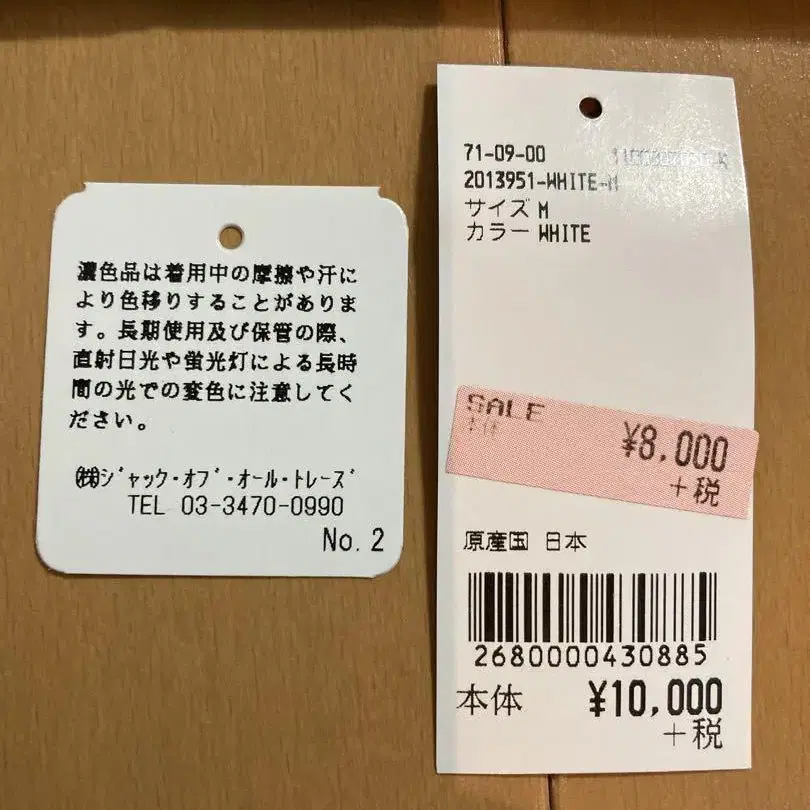 濃色品は着用中の摩擦や汗に
より色移りすることがありま
す。長期使用及び保管の際、
直射日光や蛍光灯による長時
間の光での変色に注意してく
ださい。
㈱ｼﾞｬｯｸ･ｵﾌﾞ･ｵｰﾙ･ﾄﾚｰｽﾞ
TEL 03-3470-0990
No. 2
71-09-00
2013951-WHITE-M
サイズ M
カラー WHITE
SALE
本体
¥8,000
+税
原産国 日本
2680000430885
本体 ¥10,000
+税